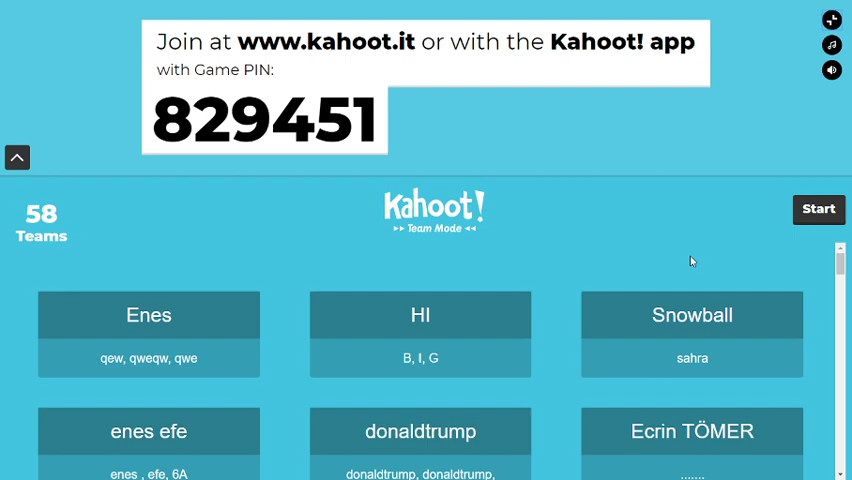 Join at www.kahoot.it or with the Kahoot! app
with Game PIN:
829451
58
Teams
Kahoot!
Team Mode
Start
Enes
qew, qweqw, qwe
HI
B, I, G
Snowball
sahra
enes efe
enes , efe, 6A
donaldtrump
donaldtrump, donaldtrump,
Ecrin TÖMER
.......